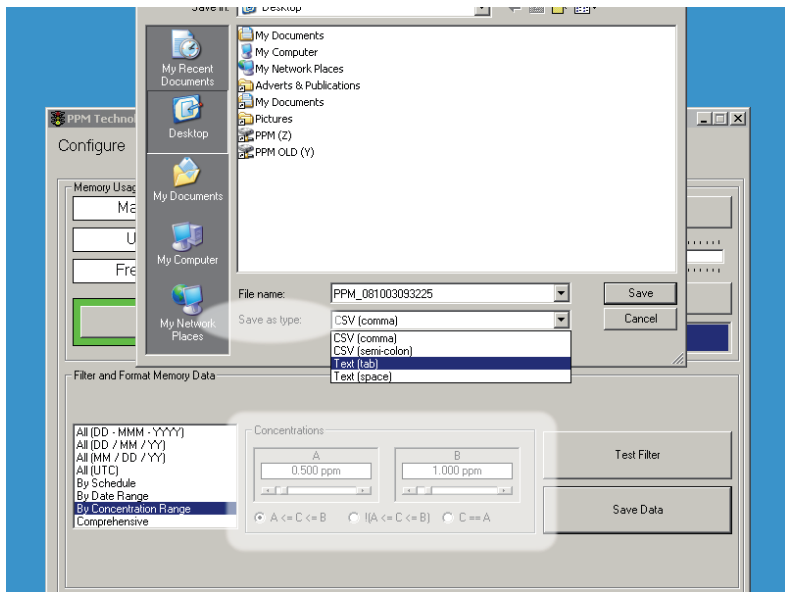 Save in:
Desktop
My Documents
My Computer
My Network Places
Adverts & Publications
My Documents
Pictures
PPM (Z)
PPM OLD (Y)
My Recent
Documents
Desktop
My Documents
My Computer
My Network
Places
File name:
PPM_081003093225
Save
Save as type:
CSV (comma)
Cancel
CSV (comma)
CSV (semi-colon)
Text (tab)
Text (space)
PPM Technol
Configure
Memory Usag
Ma
U
Fre
Filter and Format Memory Data
All (DD - MMM - YYYY)
All (DD / MM / YY)
All (MM / DD / YY)
All (UTC)
By Schedule
By Date Range
By Concentration Range
Comprehensive
Concentrations
A
0.500 ppm
B
1.000 ppm
A <= C <= B
!(A <= C <= B)
C == A
Test Filter
Save Data